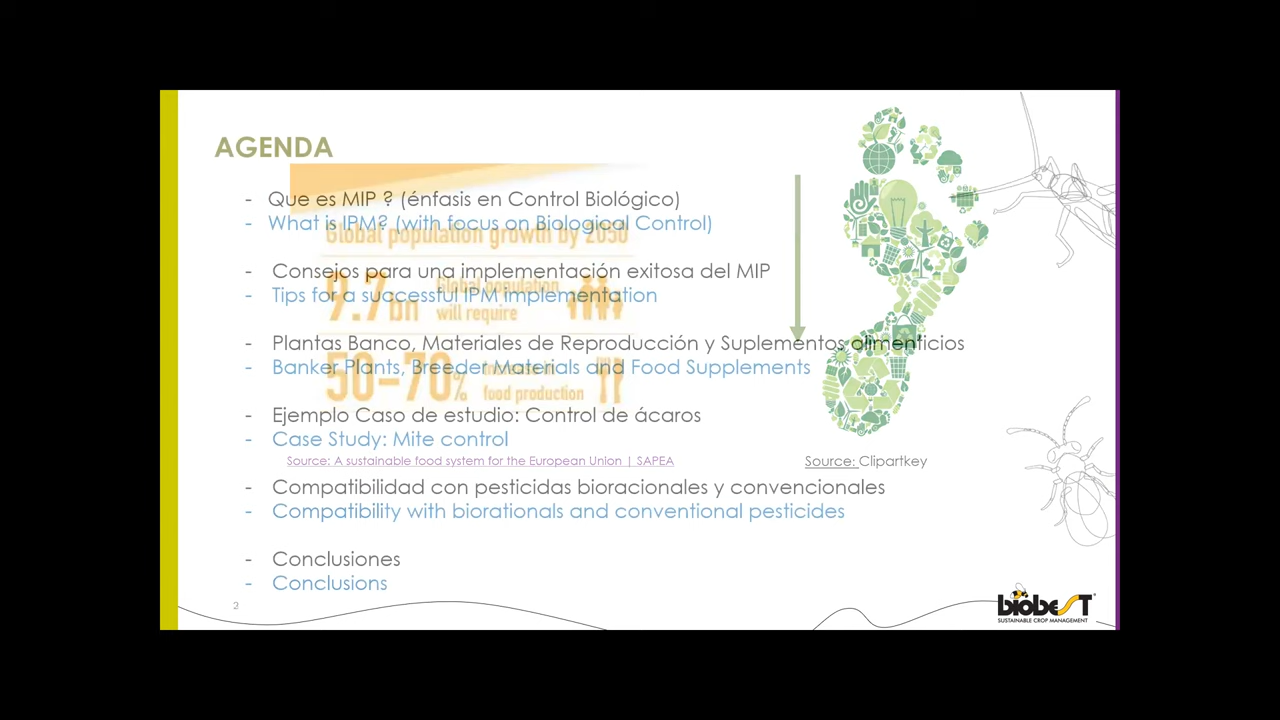 AGENDA
- Que es MIP ? (énfasis en Control Biológico)
- What is IPM? (with focus on Biological Control)
Global population growth by 2050
- Consejos para una implementación exitosa del MIP
- Tips for a successful IPM implementation
9.7bn
Global population
will require
- Plantas Banco, Materiales de Reproducción y Suplementos alimenticios
- Banker Plants, Breeder Materials and Food Supplements
50-70%
increase in
food production
- Ejemplo Caso de estudio: Control de ácaros
- Case Study: Mite control
Source: A sustainable food system for the European Union | SAPEA
Source: Clipartkey
- Compatibilidad con pesticidas bioracionales y convencionales
- Compatibility with biorationals and conventional pesticides
- Conclusiones
- Conclusions
2
biobesT
SUSTAINABLE CROP MANAGEMENT